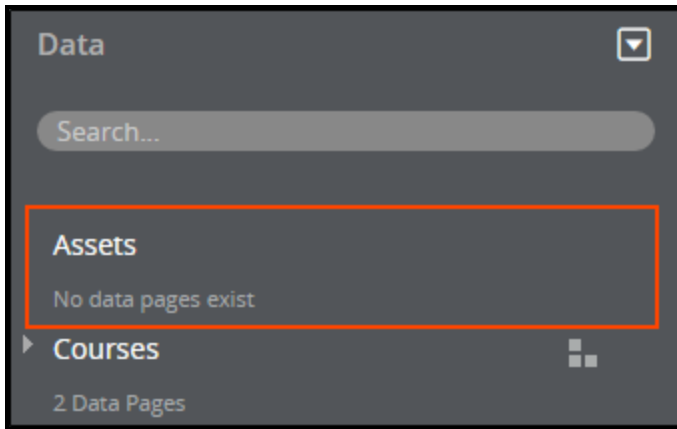 Data
Search...
Assets
No data pages exist
Courses
2 Data Pages